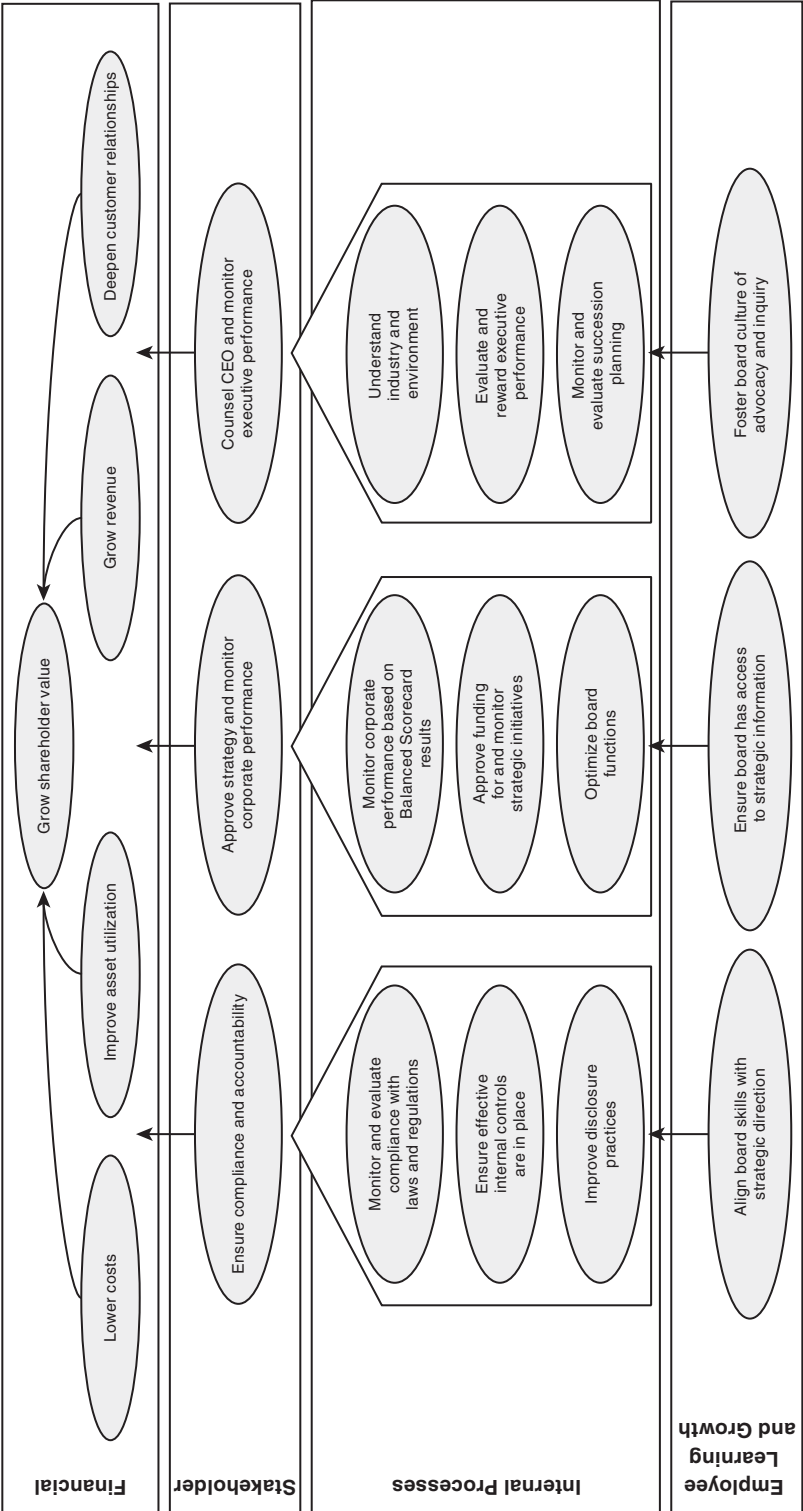 Financial
Grow shareholder value
Lower costs
Improve asset utilization
Grow revenue
Deepen customer relationships
Stakeholder
Ensure compliance and accountability
Approve strategy and monitor
corporate performance
Counsel CEO and monitor
executive performance
Internal Processes
Monitor and evaluate
compliance with
laws and regulations
Ensure effective
internal controls
are in place
Improve disclosure
practices
Monitor corporate
performance based on
Balanced Scorecard
results
Approve funding
for and monitor
strategic initiatives
Optimize board
functions
Understand
industry and
environment
Evaluate and
reward executive
performance
Monitor and
evaluate succession
planning
Employee
Learning
and Growth
Align board skills with
strategic direction
Ensure board has access
to strategic information
Foster board culture of
advocacy and inquiry